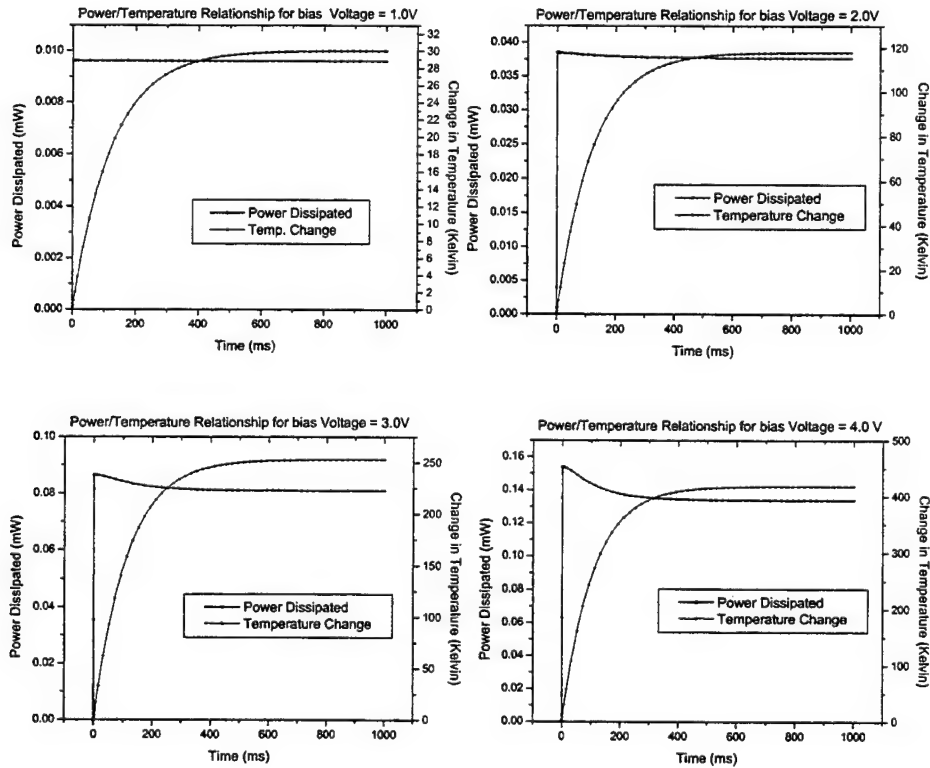 Power/Temperature Relationship for bias Voltage = 1.0V
Power Dissipated (mW)
0.010
0.008
0.006
0.004
0.002
0.000
32
30
29
28
26
24
22
20
18
16
14
12
10
9
8
6
4
2
0
Change in Temperature (Kelvin)
Power Dissipated
Temp. Change
0 200 400 600 800 1000
Time (ms)
Power/Temperature Relationship for bias Voltage = 2.0V
Power Dissipated (mW)
0.040
0.035
0.030
0.025
0.020
0.015
0.010
0.005
0.000
120
100
80
60
40
20
0
Change in Temperature (Kelvin)
Power Dissipated
Temperature Change
0 200 400 600 800 1000
Time (ms)
Power/Temperature Relationship for bias Voltage = 3.0V
Power Dissipated (mW)
0.10
0.08
0.06
0.04
0.02
0.00
250
225
200
175
150
125
100
75
50
25
0
Change in Temperature (Kelvin)
Power Dissipated
Temperature Change
0 200 400 600 800 1000
Time (ms)
Power/Temperature Relationship for bias Voltage = 4.0 V
Power Dissipated (mW)
0.16
0.14
0.12
0.10
0.08
0.06
0.04
0.02
0.00
500
400
300
200
100
0
Change in Temperature (Kelvin)
Power Dissipated
Temperature Change
0 200 400 600 800 1000
Time (ms)